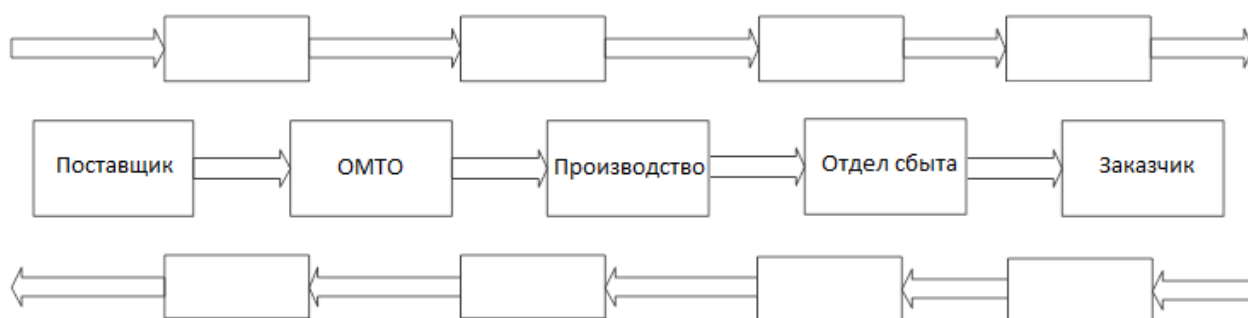 Поставщик
ОМТО
Производство
Отдел сбыта
Заказчик